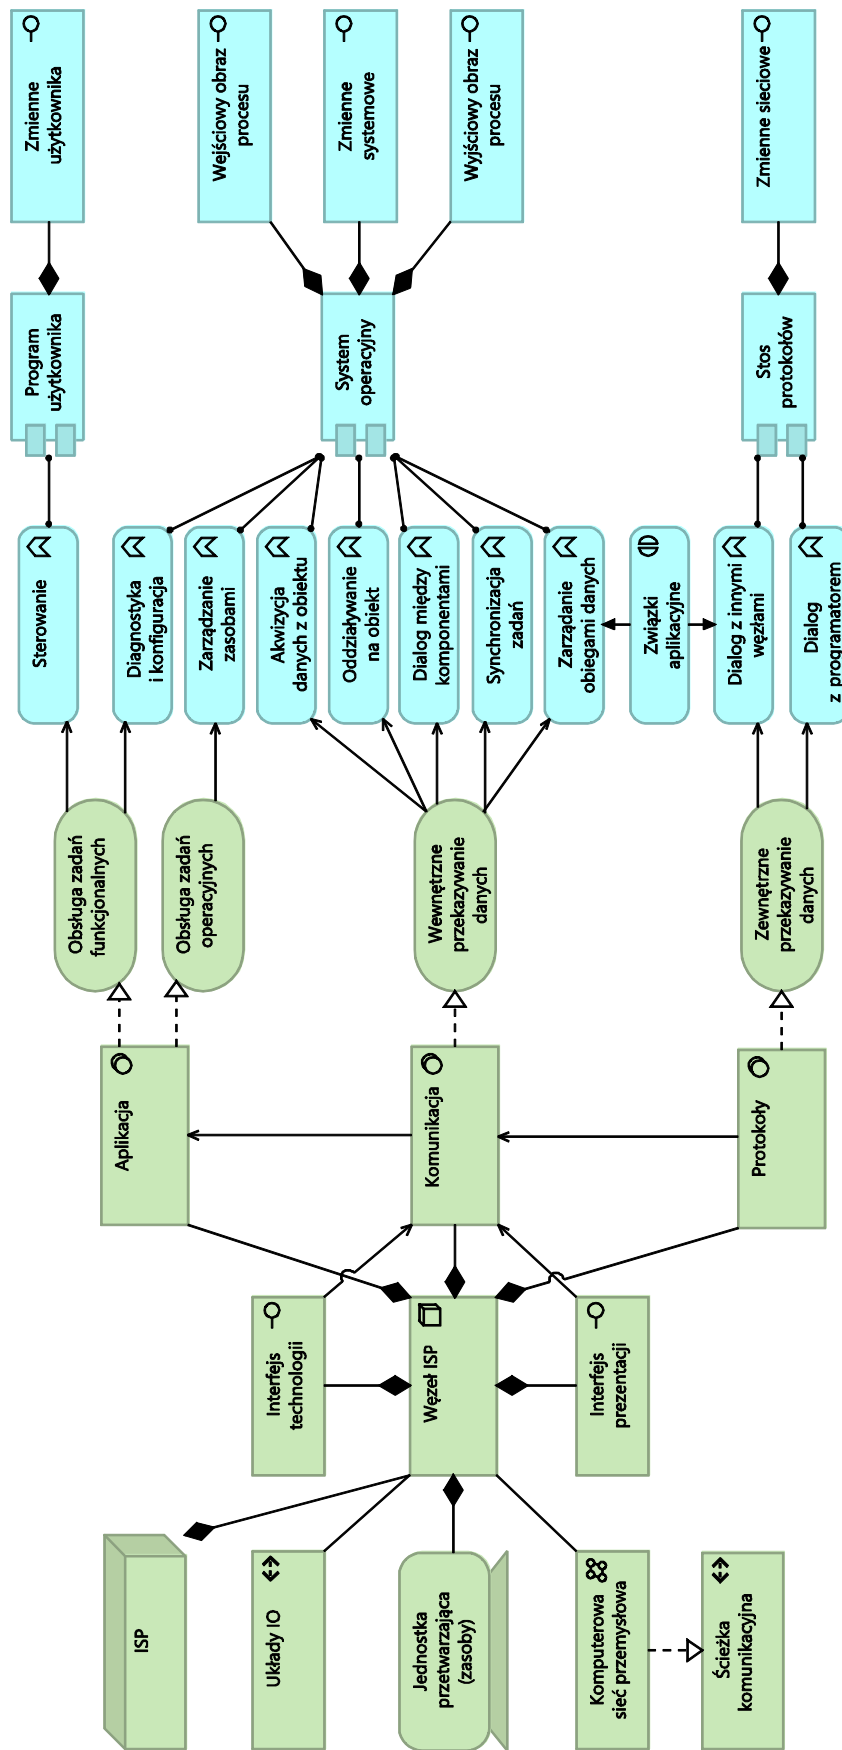 Zmienne
użytkownika
Wejściowy obraz
procesu
Zmienne
systemowe
Wyjściowy obraz
procesu
Zmienne sieciowe
Program
użytkownika
System
operacyjny
Stos
protokołów
Sterowanie
Diagnostyka
i konfiguracja
Zarządzanie
zasobami
Akwizycja
danych z obiektu
Oddziaływanie
na obiekt
Dialog między
komponentami
Synchronizacja
zadań
Zarządanie
obiegami danych
Związki
aplikacyjne
Dialog z innymi
węzłami
Dialog
z programatorem
Obsługa zadań
funkcjonalnych
Obsługa zadań
operacyjnych
Wewnętrzne
przekazywanie
danych
Zewnętrzne
przekazywanie
danych
Aplikacja
Komunikacja
Protokoły
Interfejs
technologii
Węzeł ISP
Interfejs
prezentacji
ISP
Układy IO
Jednostka
przetwarzająca
(zasoby)
Komputerowa
sieć przemysłowa
Ścieżka
komunikacyjna